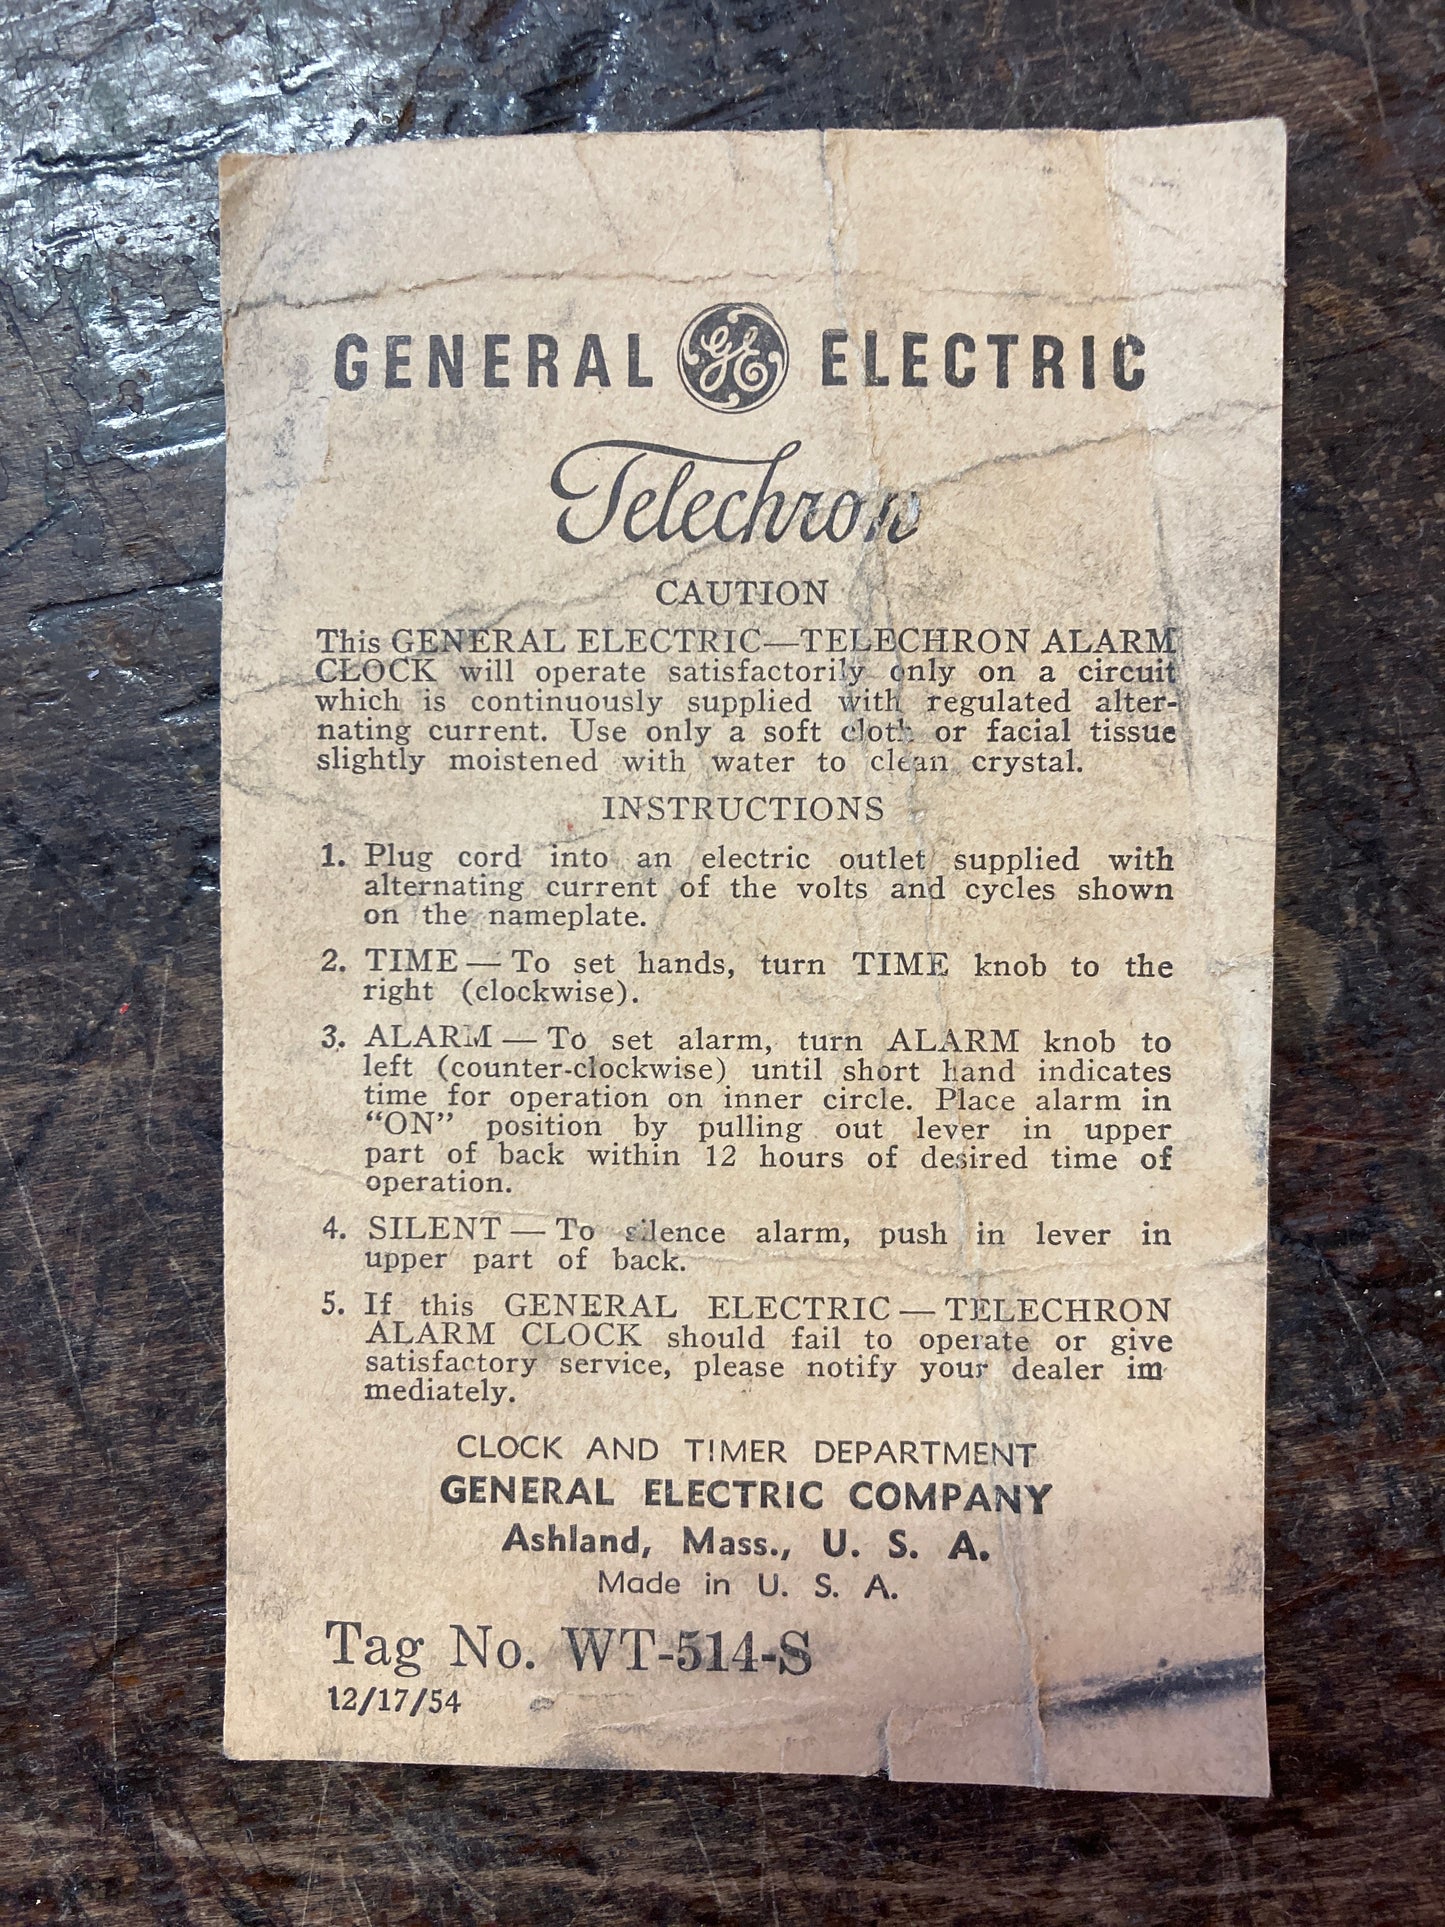 GENERAL GE ELECTRIC
Telechron
CAUTION
This GENERAL ELECTRIC—TELECHRON ALARM
CLOCK will operate satisfactorily only on a circuit
which is continuously supplied with regulated alter-
nating current. Use only a soft cloth or facial tissue
slightly moistened with water to clean crystal.
INSTRUCTIONS
1. Plug cord into an electric outlet supplied with
alternating current of the volts and cycles shown
on the nameplate.
2. TIME — To set hands, turn TIME knob to the
right (clockwise).
3. ALARM — To set alarm, turn ALARM knob to
left (counter-clockwise) until short hand indicates
time for operation on inner circle. Place alarm in
“ON” position by pulling out lever in upper
part of back within 12 hours of desired time of
operation.
4. SILENT — To silence alarm, push in lever in
upper part of back.
5. If this GENERAL ELECTRIC — TELECHRON
ALARM CLOCK should fail to operate or give
satisfactory service, please notify your dealer im
mediately.
CLOCK AND TIMER DEPARTMENT
GENERAL ELECTRIC COMPANY
Ashland, Mass., U. S. A.
Made in U. S. A.
Tag No. WT-514-S
12/17/54